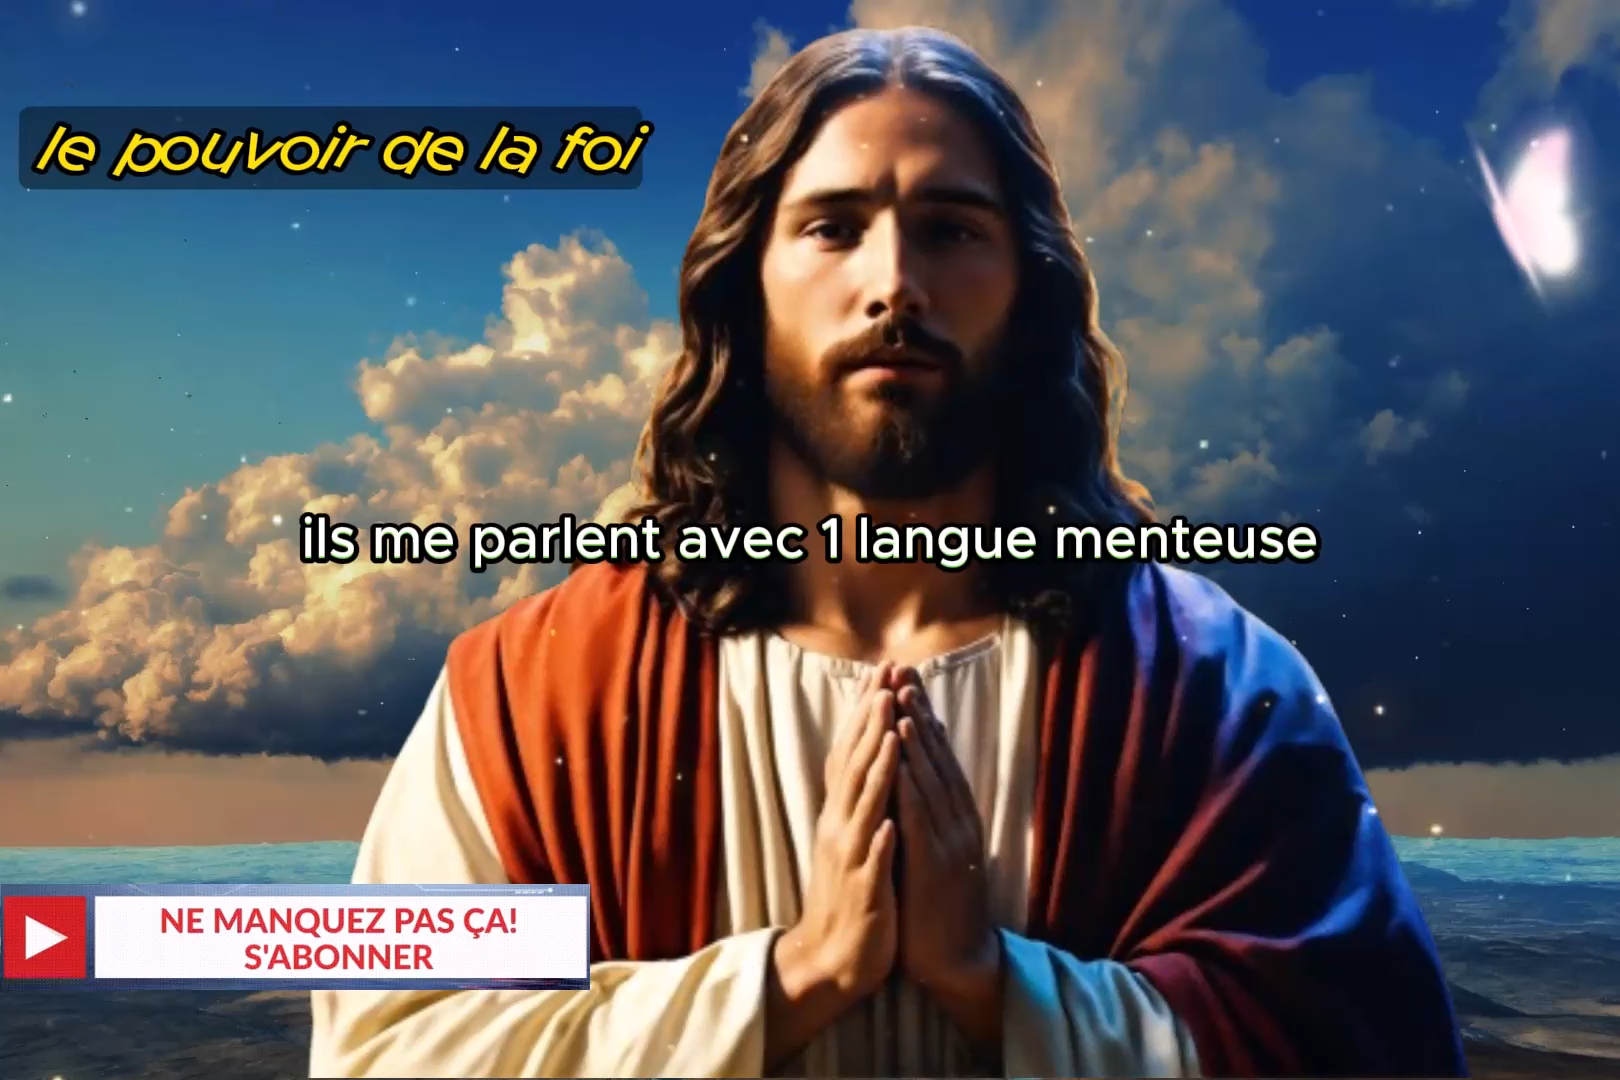 le pouvoir de la foi
ils me parlent avec 1 langue menteuse
NE MANQUEZ PAS ÇA!
S'ABONNER